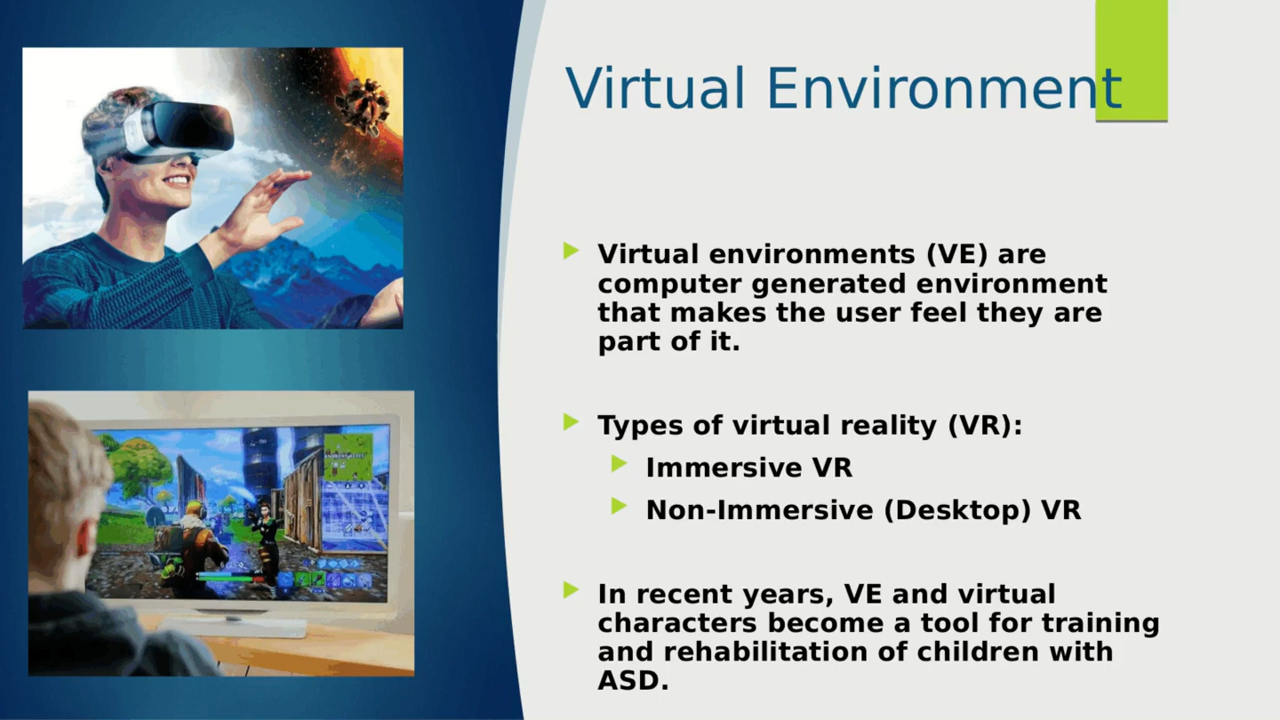 Virtual Environment
Virtual environments (VE) are
computer generated environment
that makes the user feel they are
part of it.
Types of virtual reality (VR):
Immersive VR
Non-Immersive (Desktop) VR
In recent years, VE and virtual
characters become a tool for training
and rehabilitation of children with
ASD.